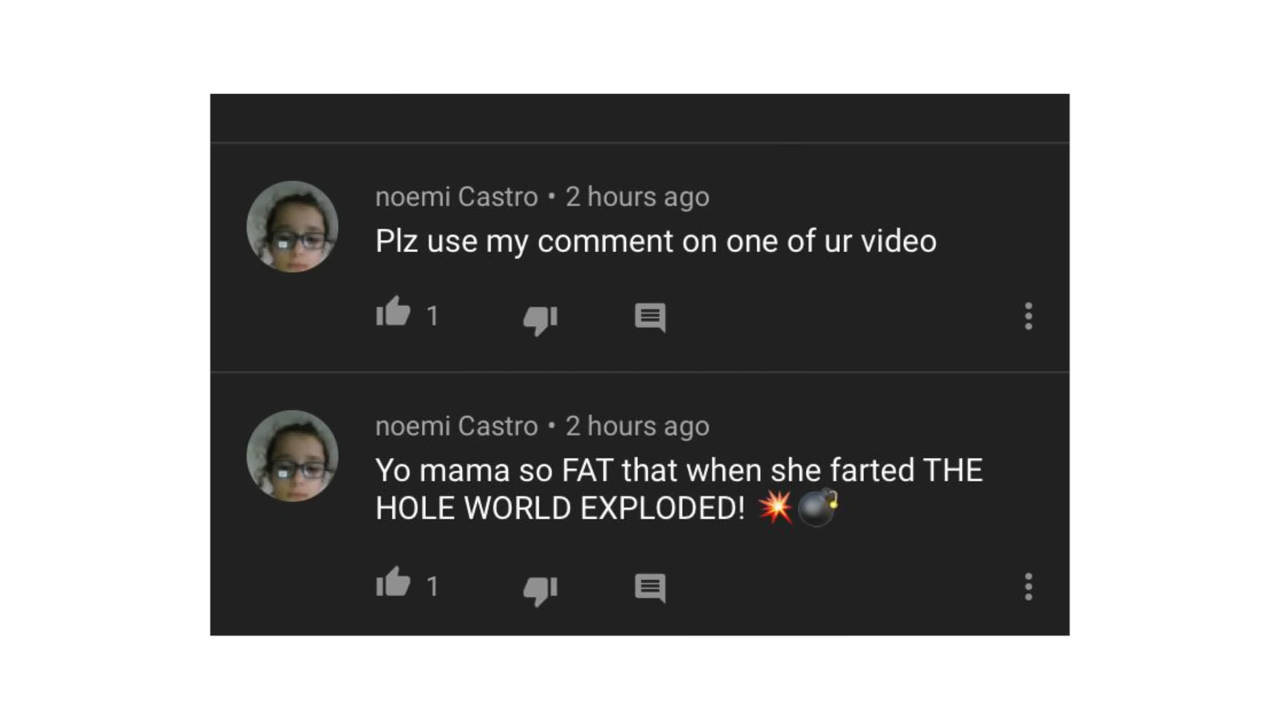 noemi Castro • 2 hours ago
Plz use my comment on one of ur video
1
noemi Castro • 2 hours ago
Yo mama so FAT that when she farted THE
HOLE WORLD EXPLODED! 💥💣
1